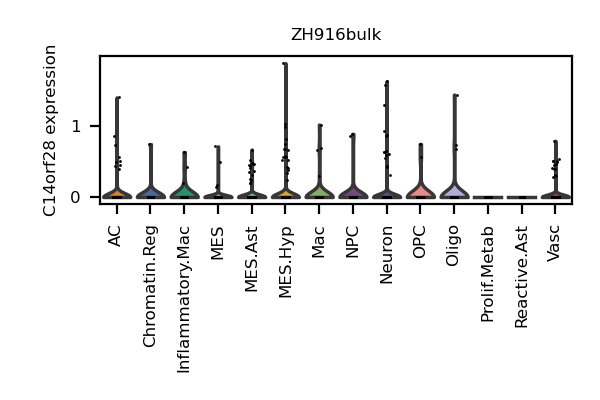 ZH916bulk
C14orf28 expression
1
0
AC
Chromatin.Reg
Inflammatory.Mac
MES
MES.Ast
MES.Hyp
Mac
NPC
Neuron
OPC
Oligo
Prolif.Metab
Reactive.Ast
Vasc